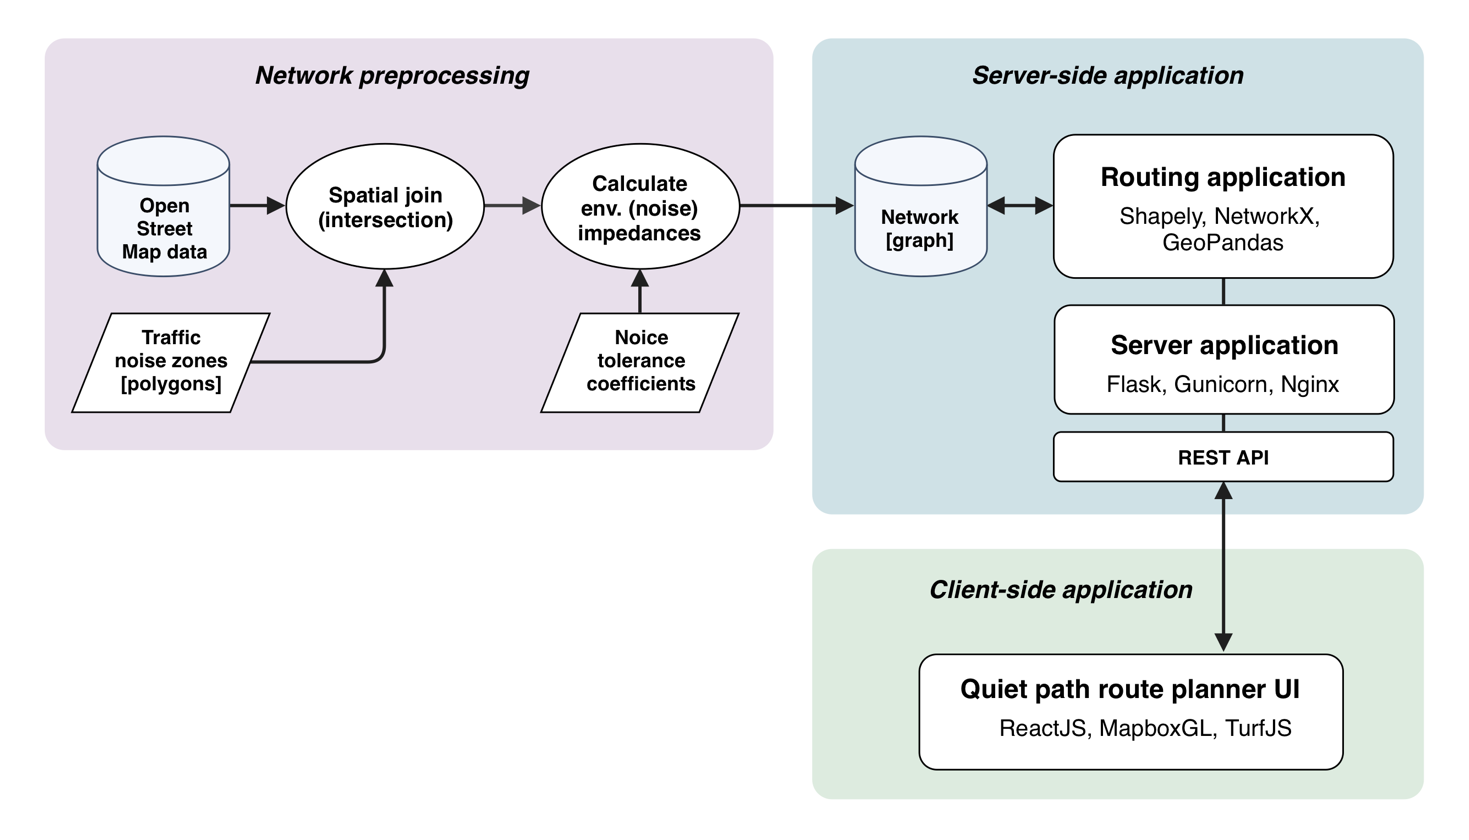 Network preprocessing
Open
Street
Map data
Spatial join
(intersection)
Calculate
env. (noise)
impedances
Traffic
noise zones
[polygons]
Noice
tolerance
coefficients
Server-side application
Network
[graph]
Routing application
Shapely, NetworkX,
GeoPandas
Server application
Flask, Gunicorn, Nginx
REST API
Client-side application
Quiet path route planner UI
ReactJS, MapboxGL, TurfJS